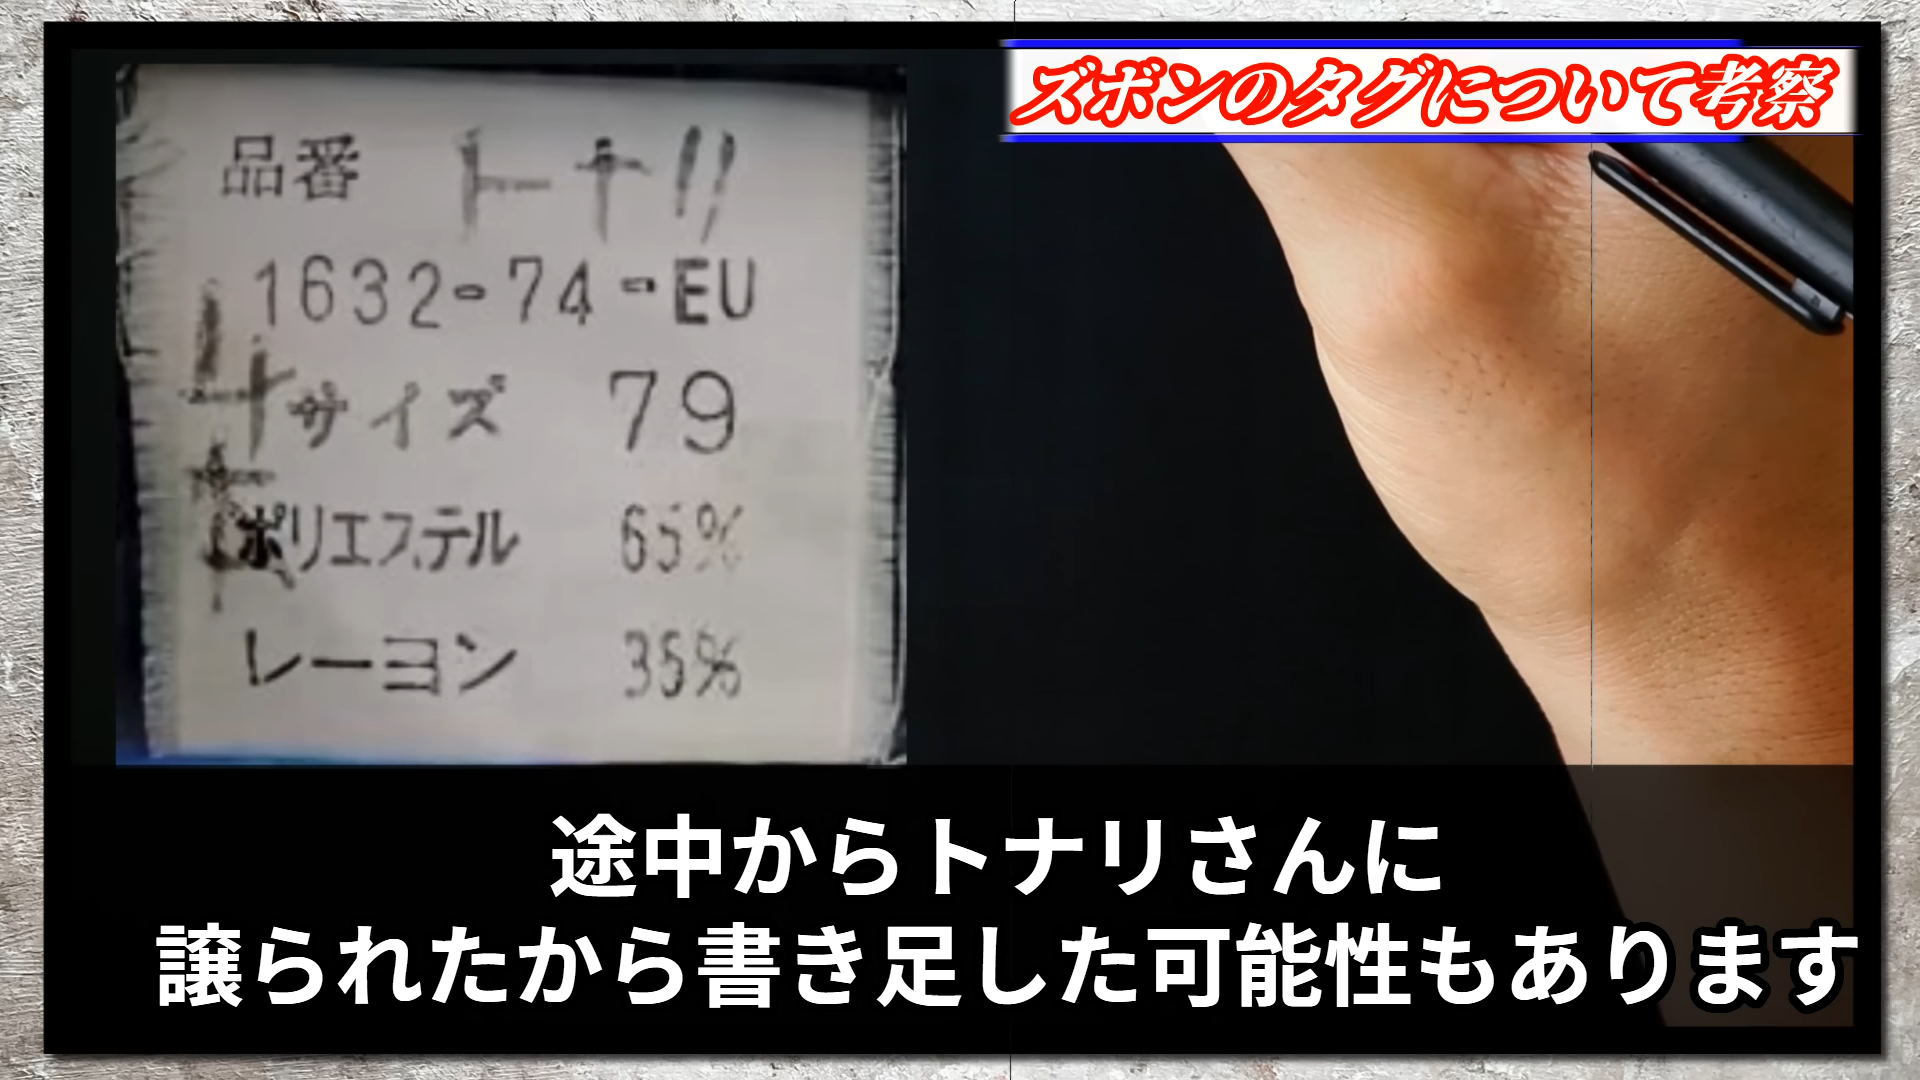 ズボンのタグについて考察
品番 トナリ
1632-74-EU
サイズ 79
ポリエステル 65%
レーヨン 35%
途中からトナリさんに
譲られたから書き足した可能性もあります